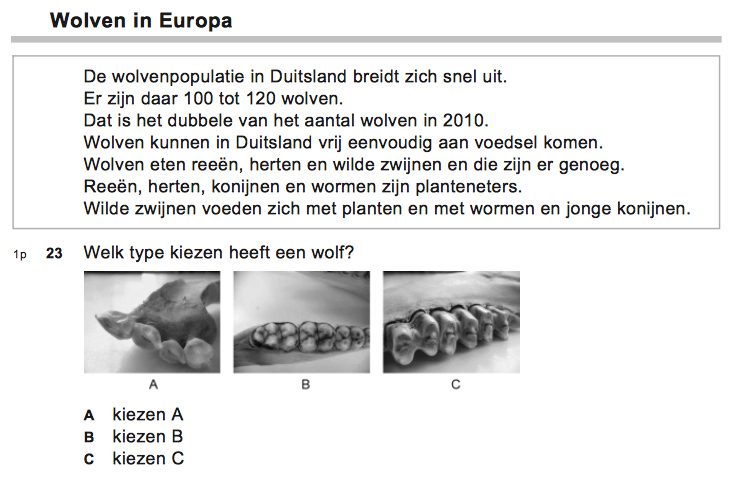 Wolven in Europa
De wolvenpopulatie in Duitsland breidt zich snel uit.
Er zijn daar 100 tot 120 wolven.
Dat is het dubbele van het aantal wolven in 2010.
Wolven kunnen in Duitsland vrij eenvoudig aan voedsel komen.
Wolven eten reeën, herten en wilde zwijnen en die zijn er genoeg.
Reeën, herten, konijnen en wormen zijn planteneters.
Wilde zwijnen voeden zich met planten en met wormen en jonge konijnen.
1p 23 Welk type kiezen heeft een wolf?
A B C
A kiezen A
B kiezen B
C kiezen C